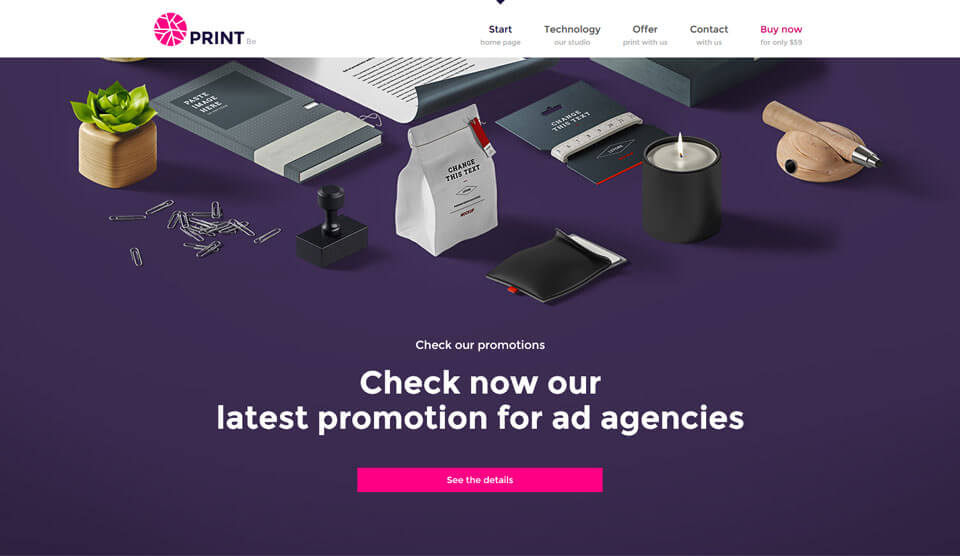 PRINT Be
Start
home page
Technology
our studio
Offer
print with us
Contact
with us
Buy now
for only $59
PASTE
IMAGE
HERE
CHANGE
THIS TEXT
CHANGE
THIS TEXT
MOCKUP
Check our promotions
Check now our
latest promotion for ad agencies
See the details